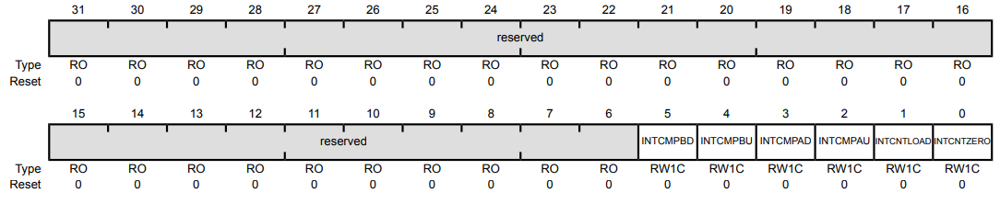 31 30 29 28 27 26 25 24 23 22 21 20 19 18 17 16
reserved
Type RO RO RO RO RO RO RO RO RO RO RO RO RO RO RO RO
Reset 0 0 0 0 0 0 0 0 0 0 0 0 0 0 0 0
15 14 13 12 11 10 9 8 7 6 5 4 3 2 1 0
reserved INTCMPBD INTCMPBU INTCMPAD INTCMPAU INTCNTLOAD INTCNTZERO
Type RO RO RO RO RO RO RO RO RO RO RW1C RW1C RW1C RW1C RW1C RW1C
Reset 0 0 0 0 0 0 0 0 0 0 0 0 0 0 0 0